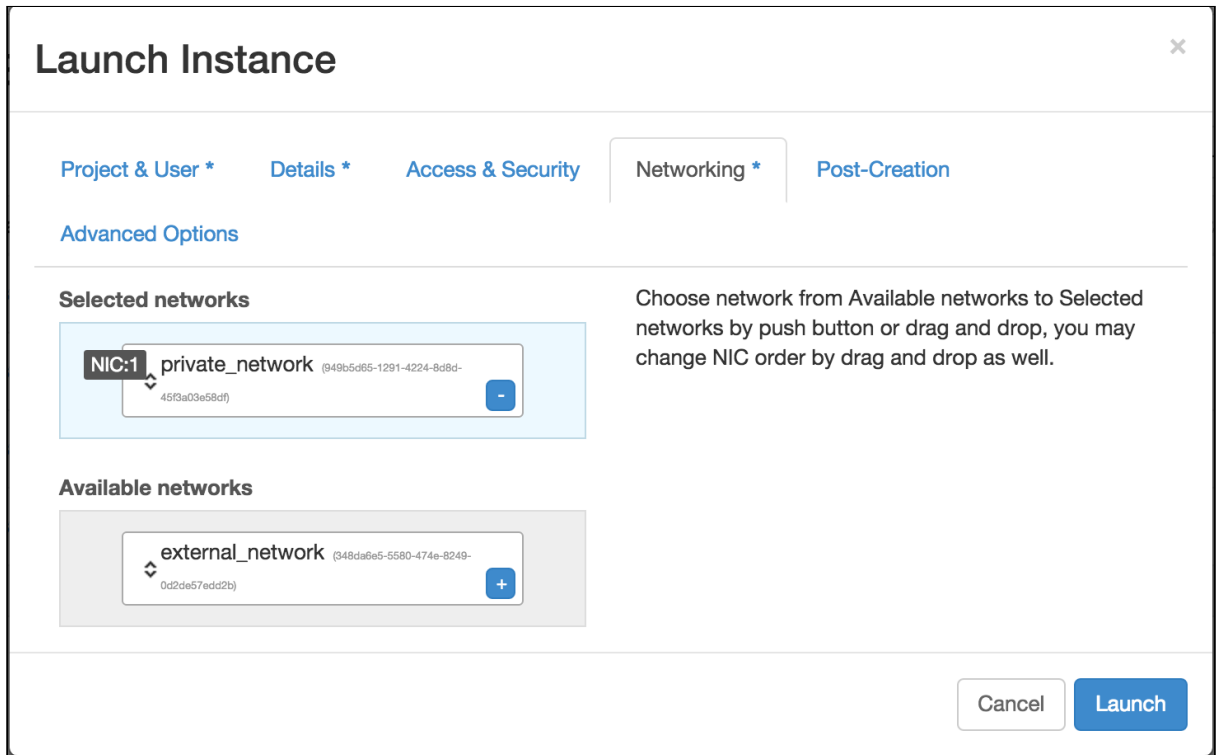 Launch Instance
×
Project & User *
Details *
Access & Security
Networking *
Post-Creation
Advanced Options
Selected networks
NIC:1
private_network (949b5d65-1291-4224-8d8d-
45f3a03e58df)
-
Available networks
external_network (348da6e5-5580-474e-8249-
0d2de57edd2b)
+
Choose network from Available networks to Selected
networks by push button or drag and drop, you may
change NIC order by drag and drop as well.
Cancel
Launch